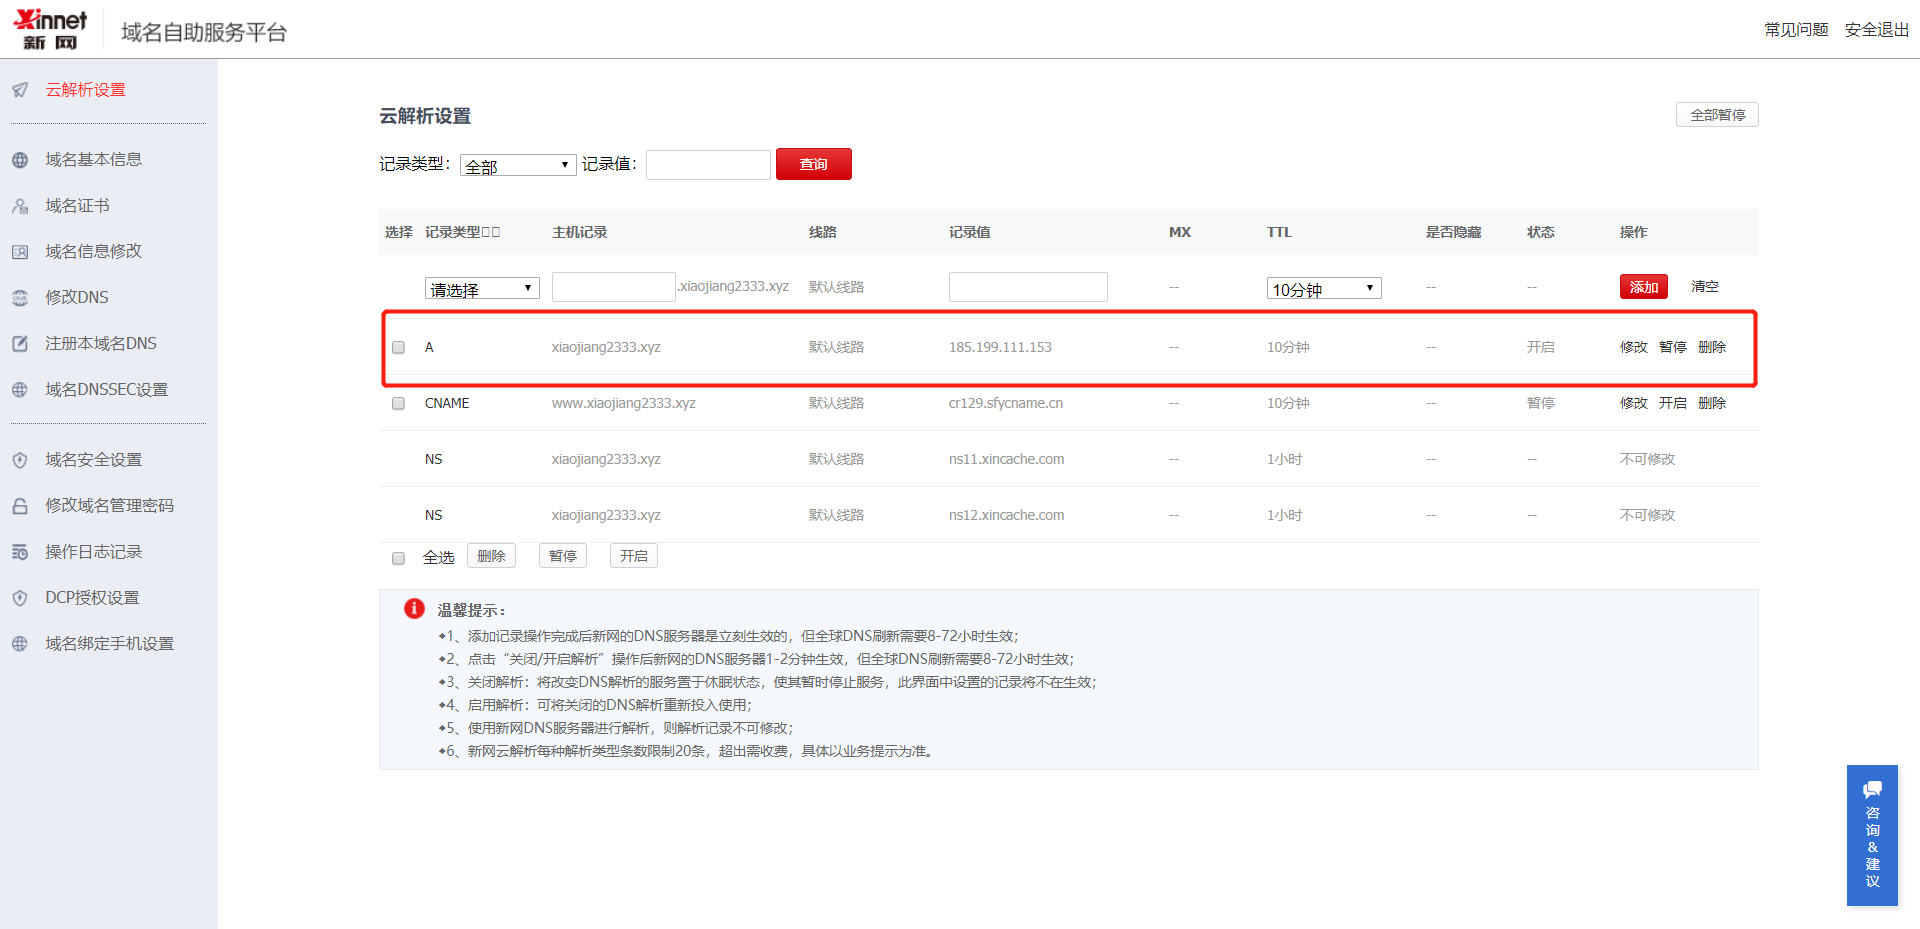 Xinnet
新 网
域名自助服务平台
常见问题 安全退出
云解析设置
域名基本信息
域名证书
域名信息修改
修改DNS
注册本域名DNS
域名DNSSEC设置
域名安全设置
修改域名管理密码
操作日志记录
DCP授权设置
域名绑定手机设置
云解析设置 全部暂停
记录类型： 全部 记录值： 查询
选择 记录类型 主机记录 线路 记录值 MX TTL 是否隐藏 状态 操作
请选择 .xiaojiang2333.xyz 默认线路 -- 10分钟 -- -- 添加 清空
A xiaojiang2333.xyz 默认线路 185.199.111.153 -- 10分钟 -- 开启 修改 暂停 删除
CNAME www.xiaojiang2333.xyz 默认线路 cr129.sfycname.cn -- 10分钟 -- 暂停 修改 开启 删除
NS xiaojiang2333.xyz 默认线路 ns11.xincache.com -- 1小时 -- -- 不可修改
NS xiaojiang2333.xyz 默认线路 ns12.xincache.com -- 1小时 -- -- 不可修改
全选 删除 暂停 开启
温馨提示：
◆1、添加记录操作完成后新网的DNS服务器是立刻生效的，但全球DNS刷新需要8-72小时生效；
◆2、点击“关闭/开启解析”操作后新网的DNS服务器1-2分钟生效，但全球DNS刷新需要8-72小时生效；
◆3、关闭解析：将改变DNS解析的服务置于休眠状态，使其暂时停止服务，此界面中设置的记录将不在生效；
◆4、启用解析：可将关闭的DNS解析重新投入使用；
◆5、使用新网DNS服务器进行解析，则解析记录不可修改；
◆6、新网云解析每种解析类型条数限制20条，超出需收费，具体以业务提示为准。
咨
询
&
建
议